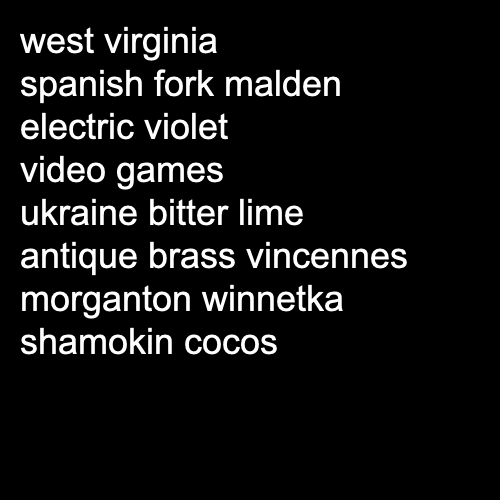 west virginia
spanish fork malden
electric violet
video games
ukraine bitter lime
antique brass vincennes
morganton winnetka
shamokin cocos